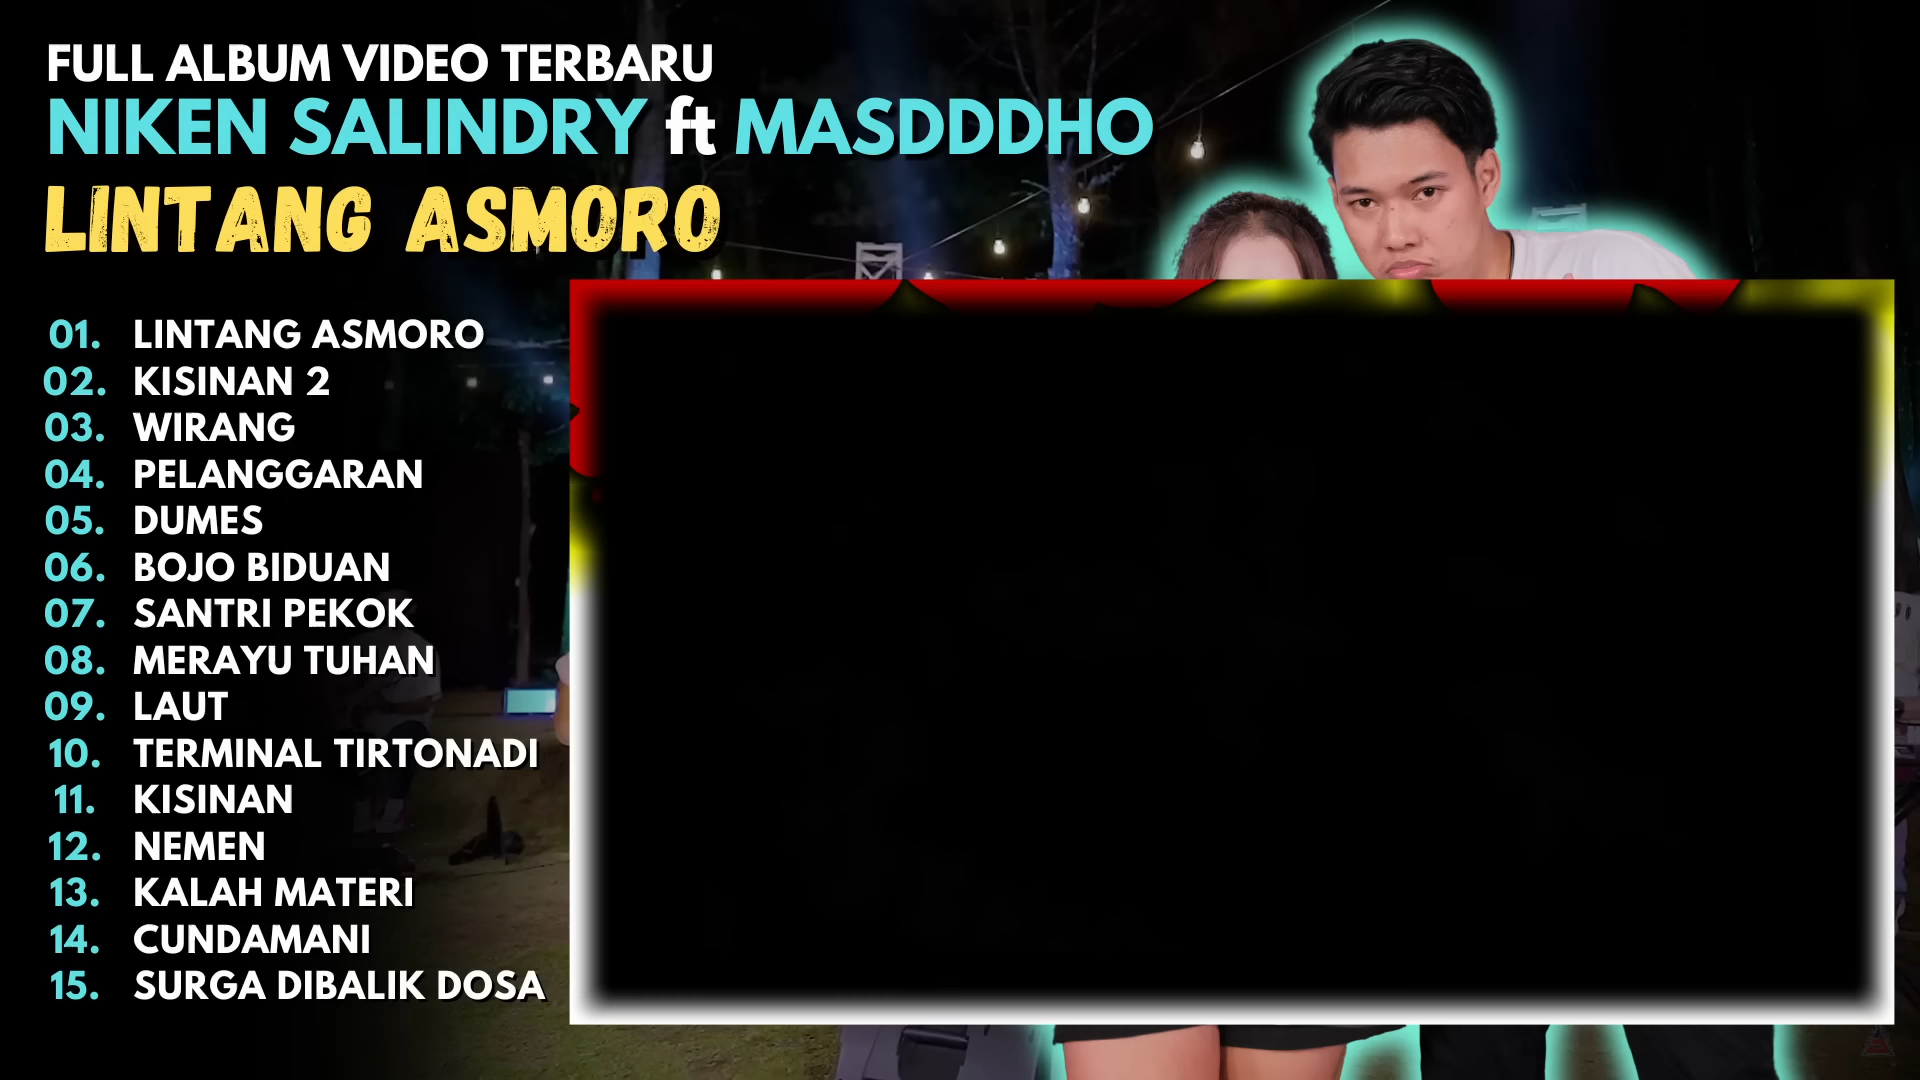 FULL ALBUM VIDEO TERBARU
NIKEN SALINDRY ft MASDDDHO
LINTANG ASMORO
01. LINTANG ASMORO
02. KISINAN 2
03. WIRANG
04. PELANGGARAN
05. DUMES
06. BOJO BIDUAN
07. SANTRI PEKOK
08. MERAYU TUHAN
09. LAUT
10. TERMINAL TIRTONADI
11. KISINAN
12. NEMEN
13. KALAH MATERI
14. CUNDAMANI
15. SURGA DIBALIK DOSA